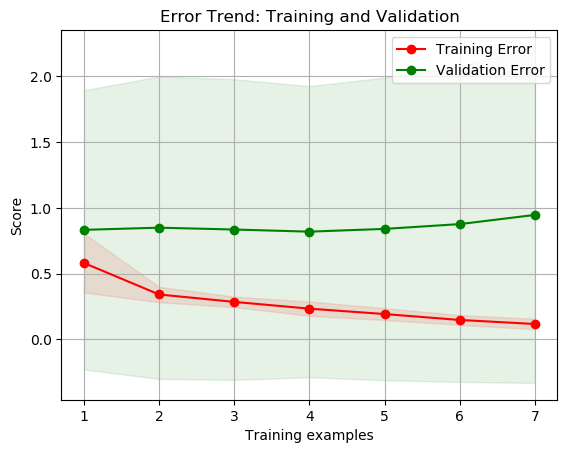 Error Trend: Training and Validation
Training Error
Validation Error
2.0
1.5
1.0
0.5
0.0
Score
1 2 3 4 5 6 7
Training examples